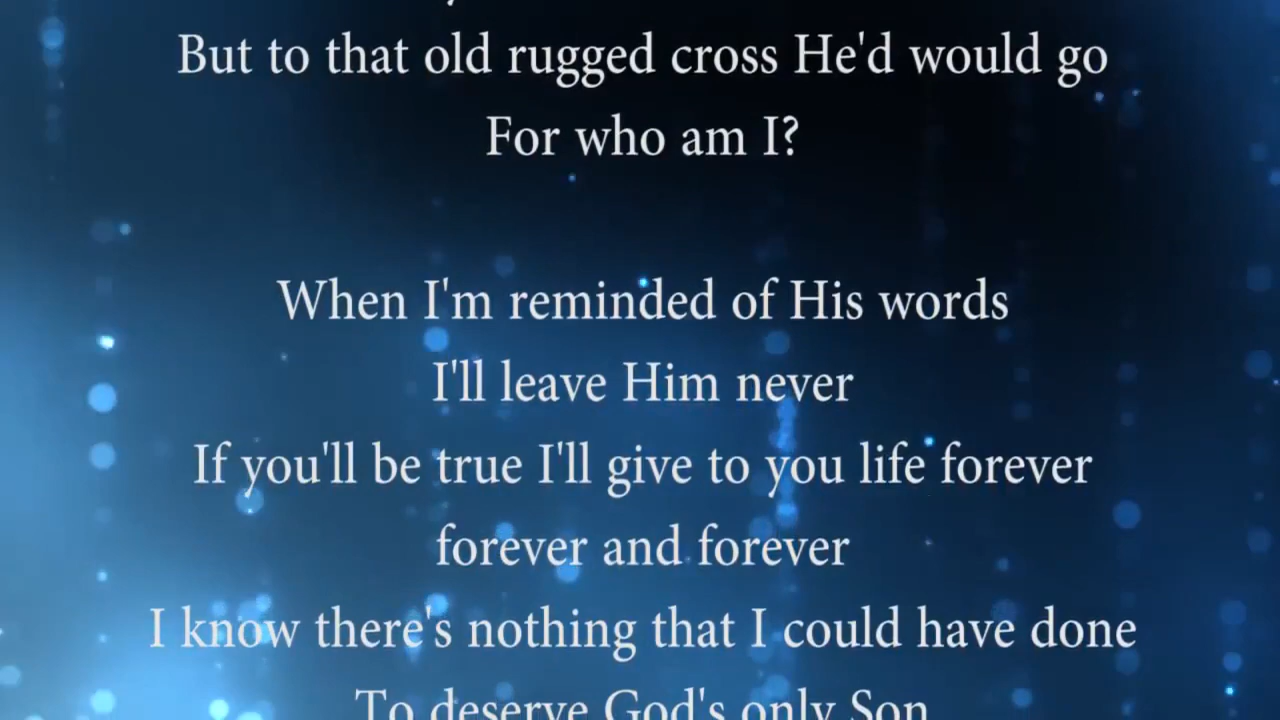 But to that old rugged cross He'd would go
For who am I?
When I'm reminded of His words
I'll leave Him never
If you'll be true I'll give to you life forever
forever and forever
I know there's nothing that I could have done
To deserve God's only Son